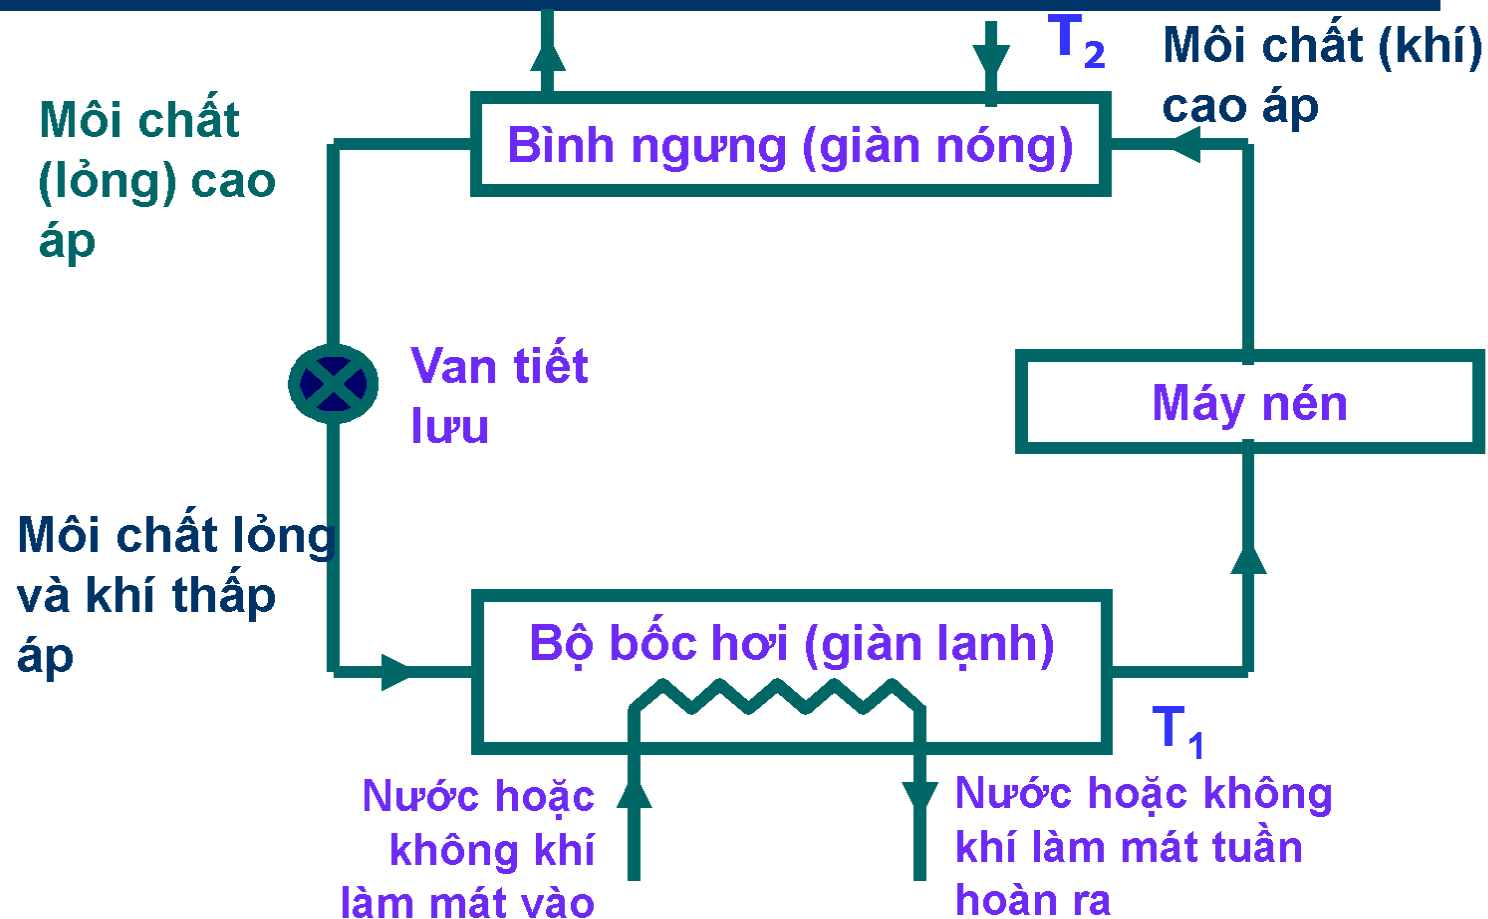 T₂
Môi chất (khí)
cao áp
Môi chất
(lỏng) cao
áp
Bình ngưng (giàn nóng)
Van tiết
lưu
Máy nén
Môi chất lỏng
và khí thấp
áp
Bộ bốc hơi (giàn lạnh)
T₁
Nước hoặc
không khí
làm mát vào
Nước hoặc không
khí làm mát tuần
hoàn ra